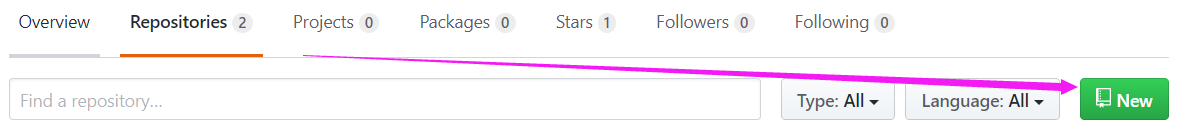 Overview Repositories 2 Projects 0 Packages 0 Stars 1 Followers 0 Following 0
Find a repository... Type: All Language: All New